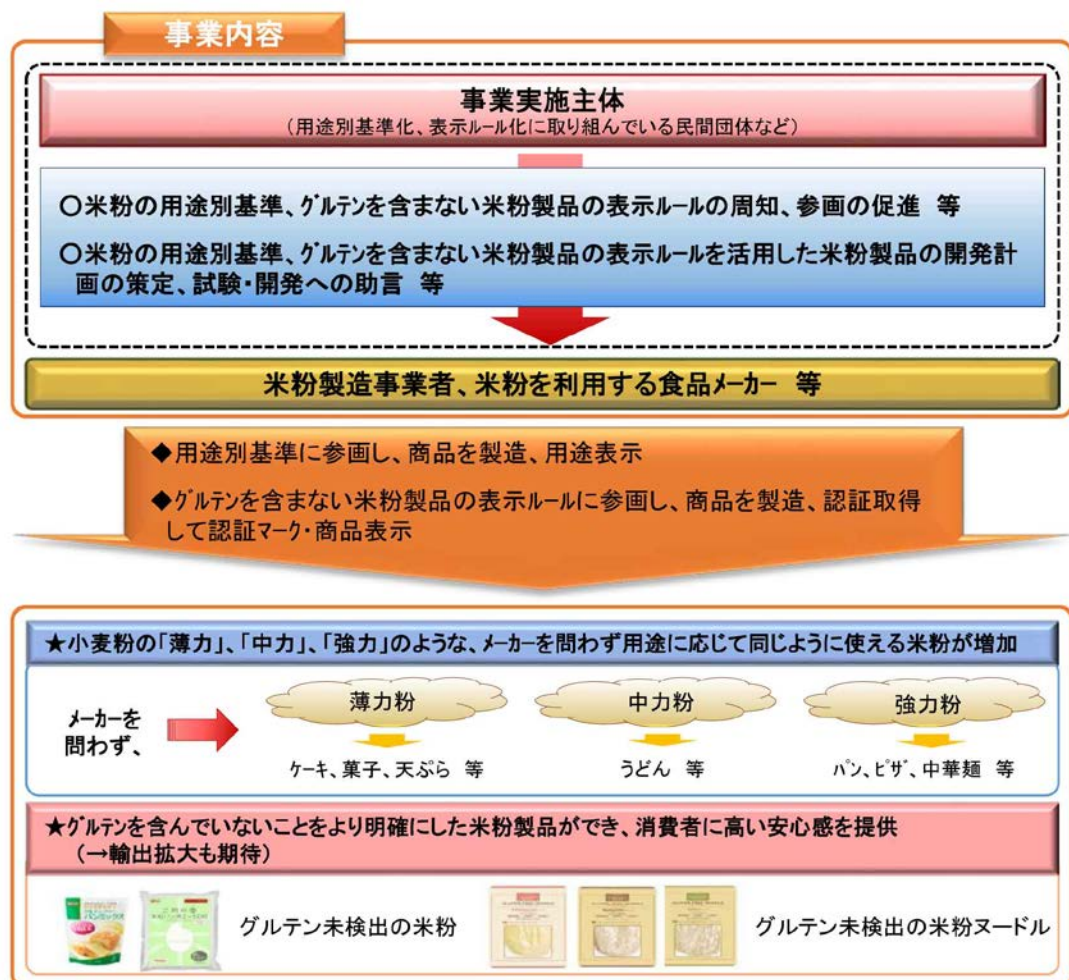 事業内容
事業実施主体
（用途別基準化、表示ルール化に取り組んでいる民間団体など）
○米粉の用途別基準、グルテンを含まない米粉製品の表示ルールの周知、参画の促進 等
○米粉の用途別基準、グルテンを含まない米粉製品の表示ルールを活用した米粉製品の開発計
画の策定、試験・開発への助言 等
米粉製造事業者、米粉を利用する食品メーカー 等
◆用途別基準に参画し、商品を製造、用途表示
◆グルテンを含まない米粉製品の表示ルールに参画し、商品を製造、認証取得
して認証マーク・商品表示
★小麦粉の「薄力」、「中力」、「強力」のような、メーカーを問わず用途に応じて同じように使える米粉が増加
メーカーを
問わず、
薄力粉
中力粉
強力粉
ケーキ、菓子、天ぷら 等
うどん 等
パン、ピザ、中華麺 等
★グルテンを含んでいないことをより明確にした米粉製品ができ、消費者に高い安心感を提供
（→輸出拡大も期待）
パンミックス
グルテン未検出の米粉
グルテン未検出の米粉ヌードル